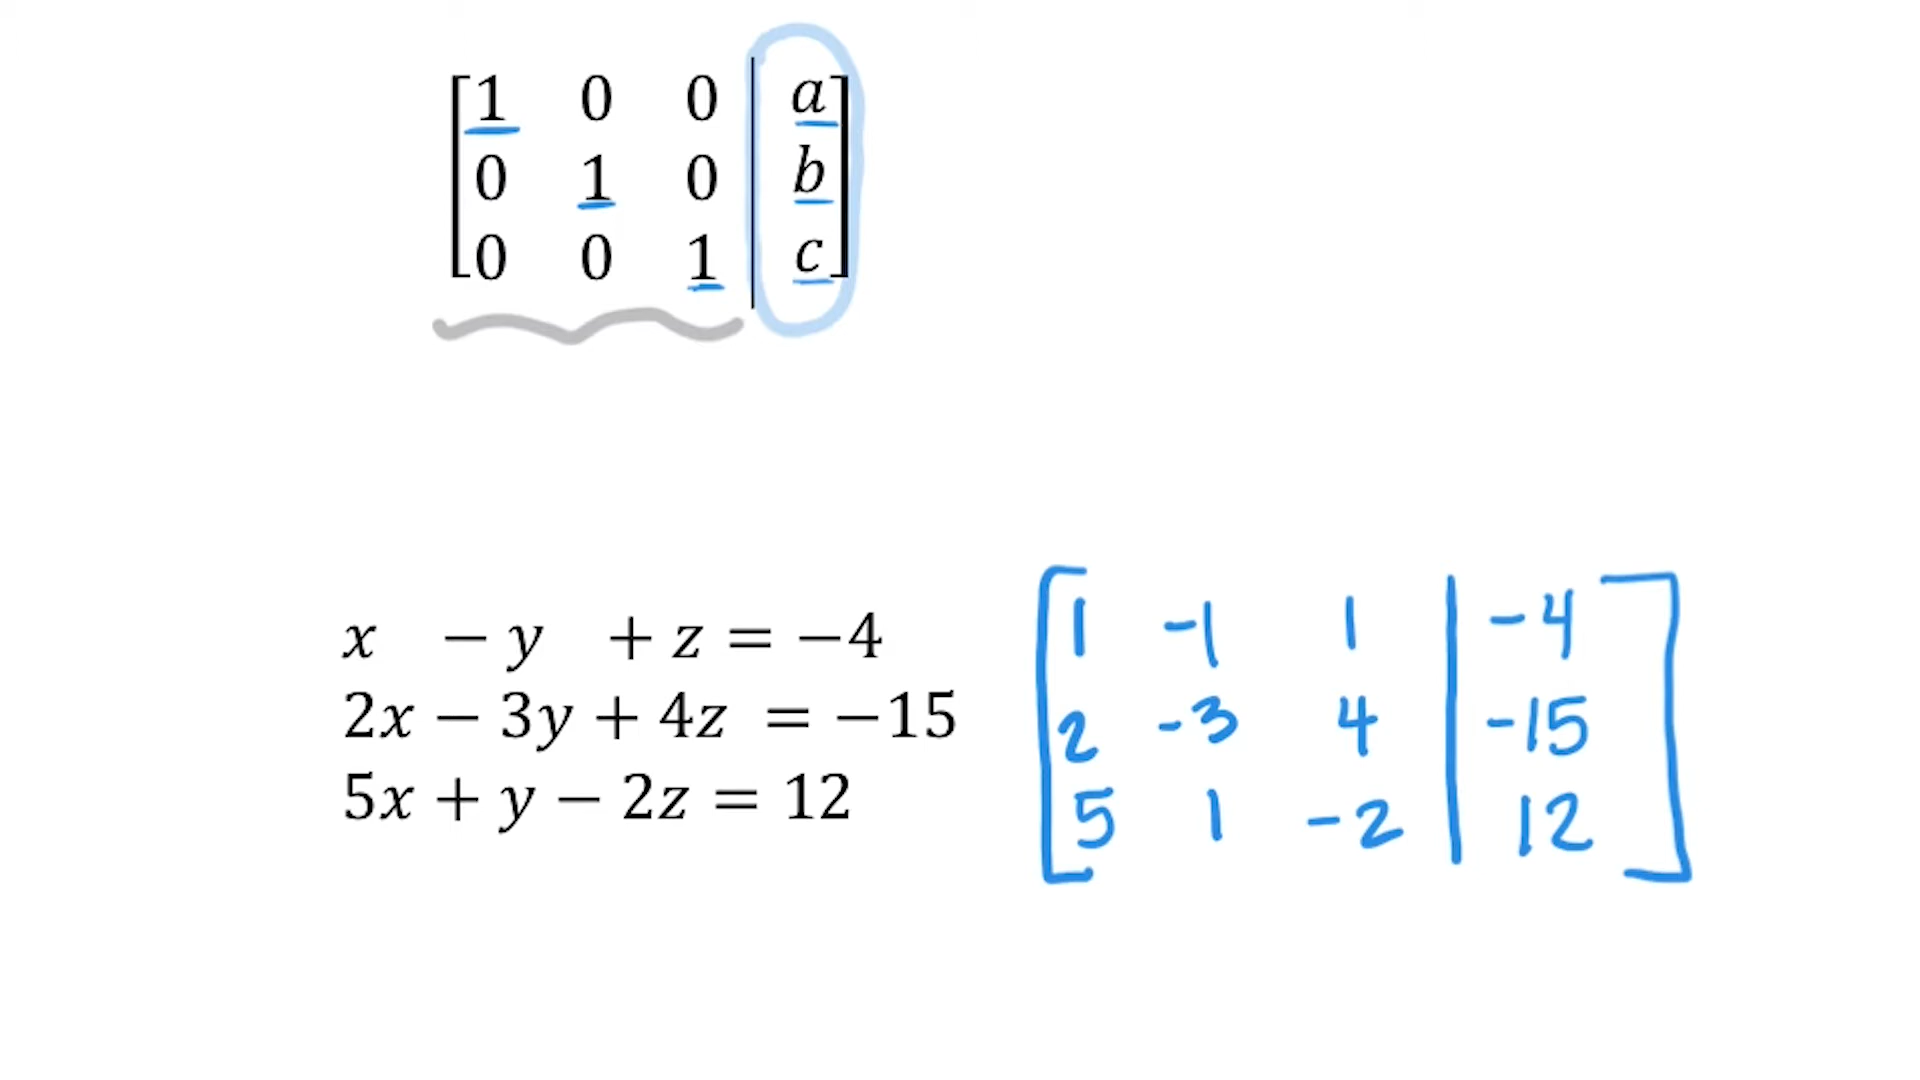 1 0 0 | a
0 1 0 | b
0 0 1 | c
x − y + z = −4
2x − 3y + 4z = −15
5x + y − 2z = 12
1 -1 1 | -4
2 -3 4 | -15
5 1 -2 | 12